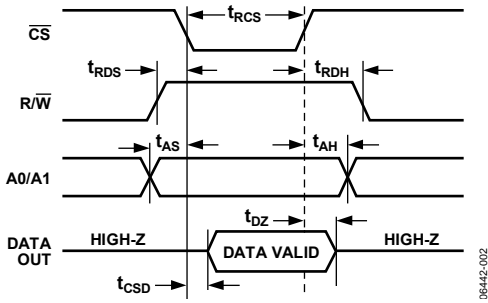 CS
tRCS
tRDS
tRDH
R/W
tAS
tAH
A0/A1
tDZ
DATA
OUT
HIGH-Z
DATA VALID
HIGH-Z
tCSD
06442-002